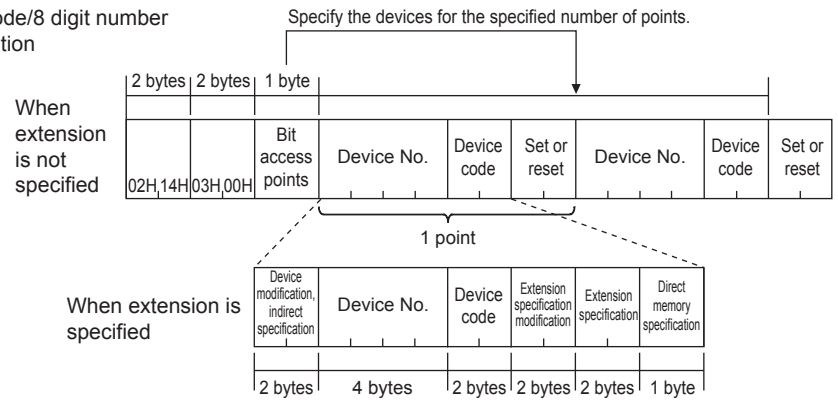 ode/8 digit number
tion
Specify the devices for the specified number of points.
2 bytes 2 bytes 1 byte
When
extension
is not
specified
02H 14H 03H 00H
Bit
access
points
Device No.
Device
code
Set or
reset
Device No.
Device
code
Set or
reset
1 point
When extension is
specified
Device
modification,
indirect
specification
Device No.
Device
code
Extension
specification
modification
Extension
specification
Direct
memory
specification
2 bytes 4 bytes 2 bytes 2 bytes 2 bytes 1 byte